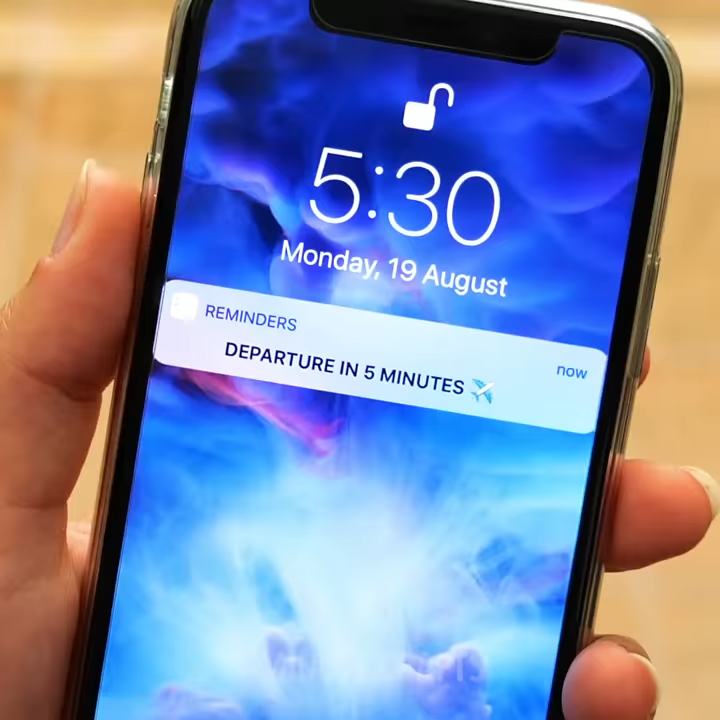 5:30
Monday, 19 August
REMINDERS
now
DEPARTURE IN 5 MINUTES ✈️